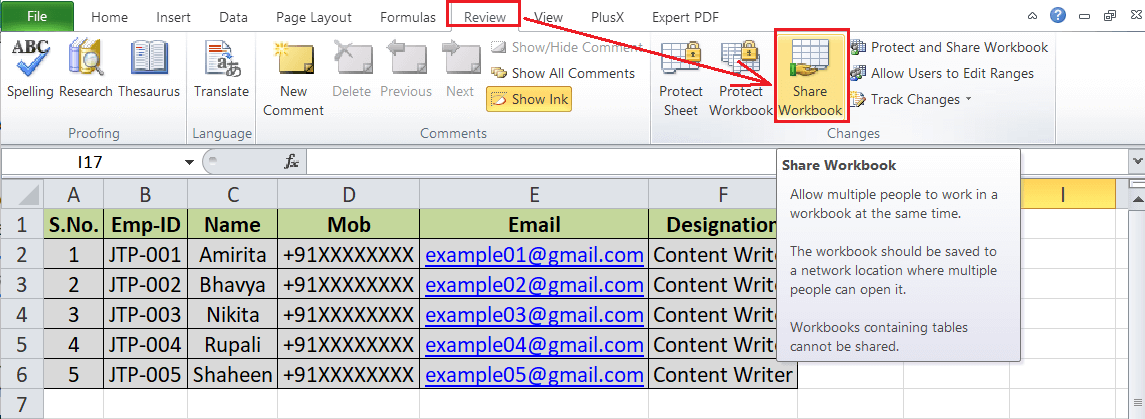 File Home Insert Data Page Layout Formulas Review View PlusX Expert PDF
Spelling Research Thesaurus
Proofing
Translate
Language
New Comment
Delete Previous Next
Show/Hide Comment
Show All Comments
Show Ink
Comments
Protect Sheet
Protect Workbook
Share Workbook
Protect and Share Workbook
Allow Users to Edit Ranges
Track Changes
Changes
I17 fx
A B C D E F I
1 S.No. Emp-ID Name Mob Email Designation
2 1 JTP-001 Amirita +91XXXXXXXX example01@gmail.com Content Write
3 2 JTP-002 Bhavya +91XXXXXXXX example02@gmail.com Content Write
4 3 JTP-003 Nikita +91XXXXXXXX example03@gmail.com Content Write
5 4 JTP-004 Rupali +91XXXXXXXX example04@gmail.com Content Write
6 5 JTP-005 Shaheen +91XXXXXXXX example05@gmail.com Content Writer
7
Share Workbook
Allow multiple people to work in a
workbook at the same time.
The workbook should be saved to
a network location where multiple
people can open it.
Workbooks containing tables
cannot be shared.